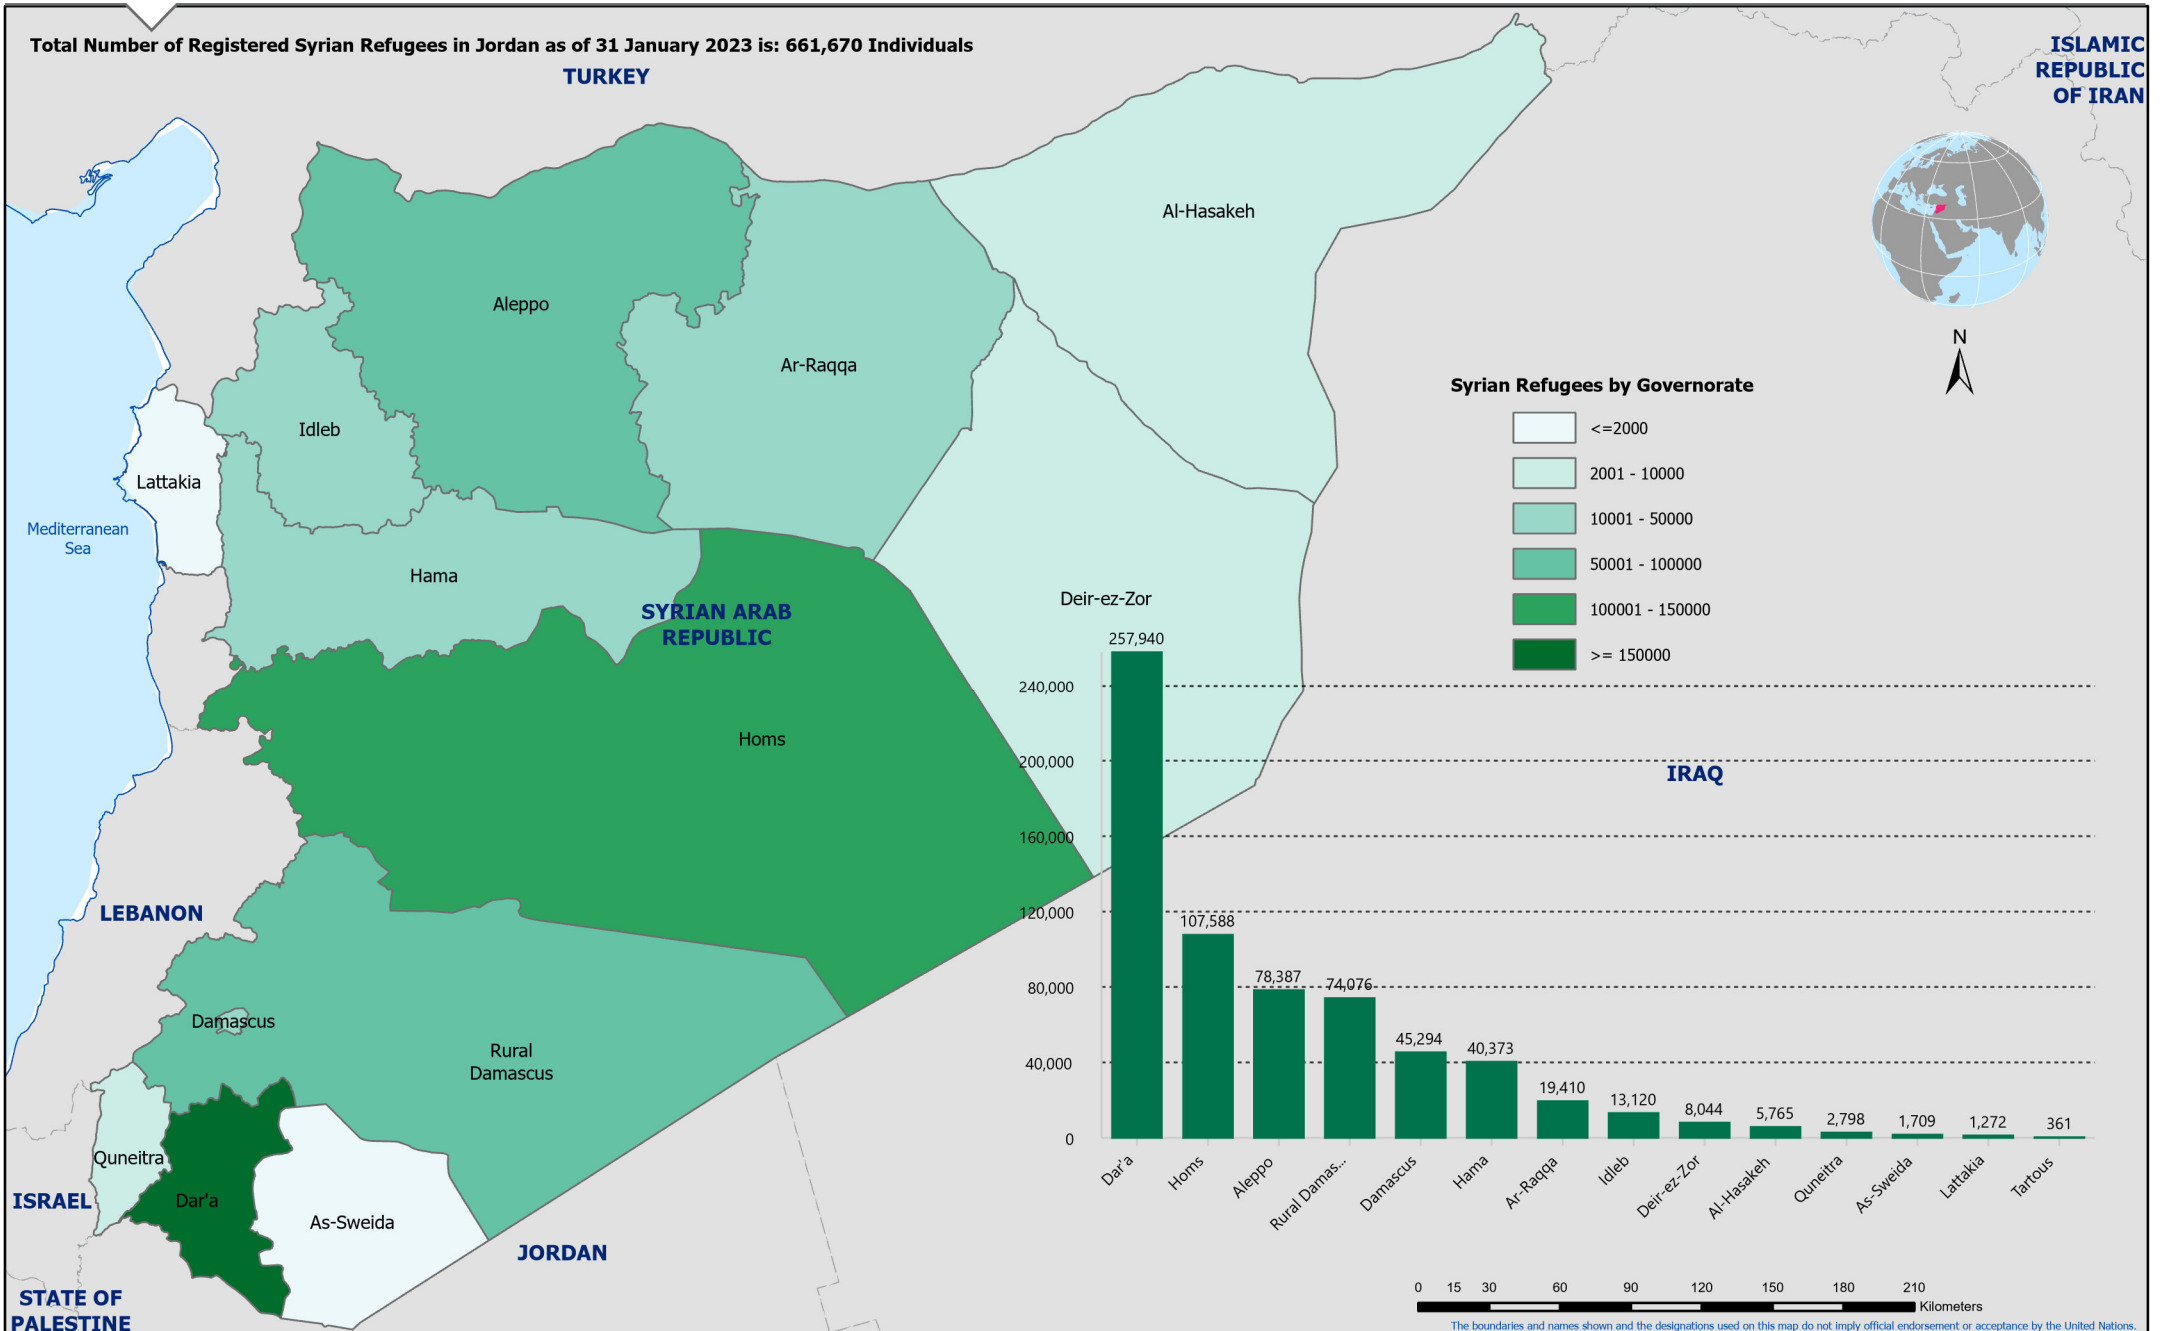 Total Number of Registered Syrian Refugees in Jordan as of 31 January 2023 is: 661,670 Individuals
TURKEY
ISLAMIC
REPUBLIC
OF IRAN
Al-Hasakeh
Aleppo
Ar-Raqqa
Idleb
Lattakia
Mediterranean
Sea
Hama
SYRIAN ARAB
REPUBLIC
Deir-ez-Zor
Homs
LEBANON
Damascus
Rural
Damascus
Quneitra
Dar'a
As-Sweida
ISRAEL
JORDAN
STATE OF
PALESTINE
IRAQ
N
Syrian Refugees by Governorate
<=2000
2001 - 10000
10001 - 50000
50001 - 100000
100001 - 150000
>= 150000
240,000
200,000
160,000
120,000
80,000
40,000
0
257,940
107,588
78,387
74,076
45,294
40,373
19,410
13,120
8,044
5,765
2,798
1,709
1,272
361
Dar'a
Homs
Aleppo
Rural Damas...
Damascus
Hama
Ar-Raqqa
Idleb
Deir-ez-Zor
Al-Hasakeh
Quneitra
As-Sweida
Lattakia
Tartous
0 15 30 60 90 120 150 180 210
Kilometers
The boundaries and names shown and the designations used on this map do not imply official endorsement or acceptance by the United Nations.